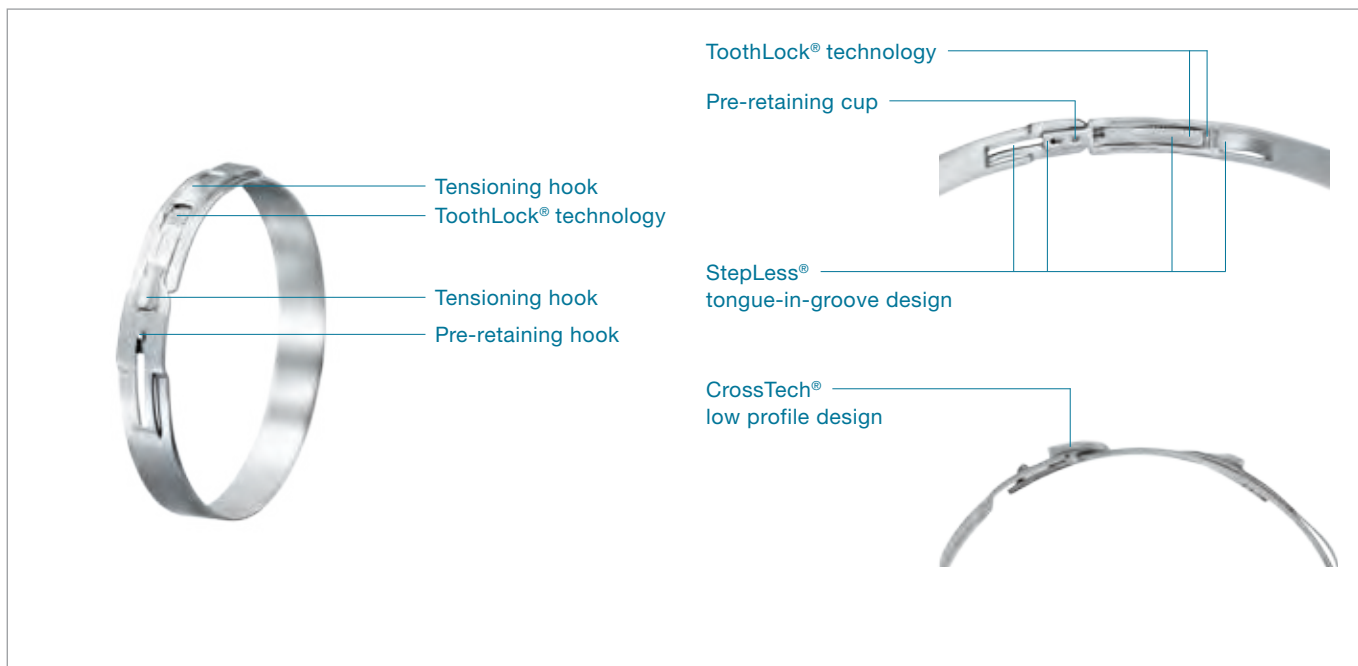 Tensioning hook
ToothLock® technology
Tensioning hook
Pre-retaining hook
ToothLock® technology
Pre-retaining cup
StepLess®
tongue-in-groove design
CrossTech®
low profile design